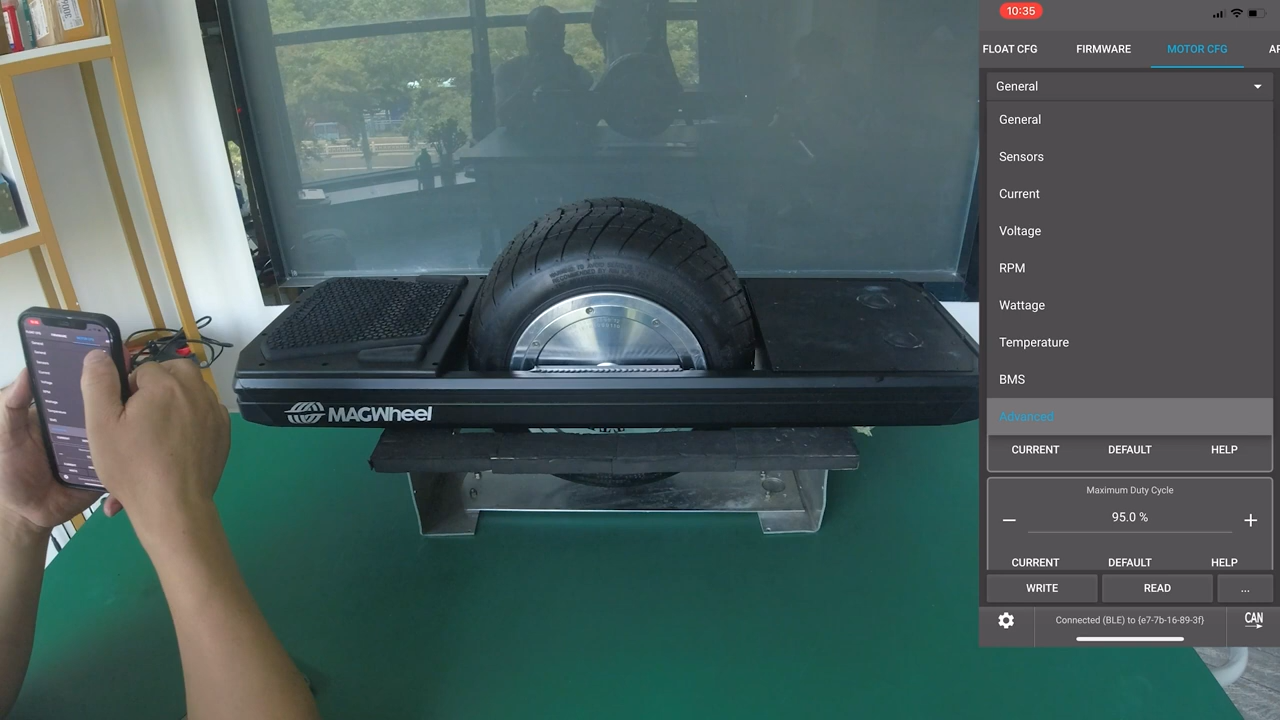 10:35
FLOAT CFG
FIRMWARE
MOTOR CFG
General
General
Sensors
Current
Voltage
RPM
Wattage
Temperature
BMS
Advanced
CURRENT
DEFAULT
HELP
Maximum Duty Cycle
95.0 %
CURRENT
DEFAULT
HELP
WRITE
READ
...
Connected (BLE) to {e7-7b-16-89-3f}
CAN
MAGWheel